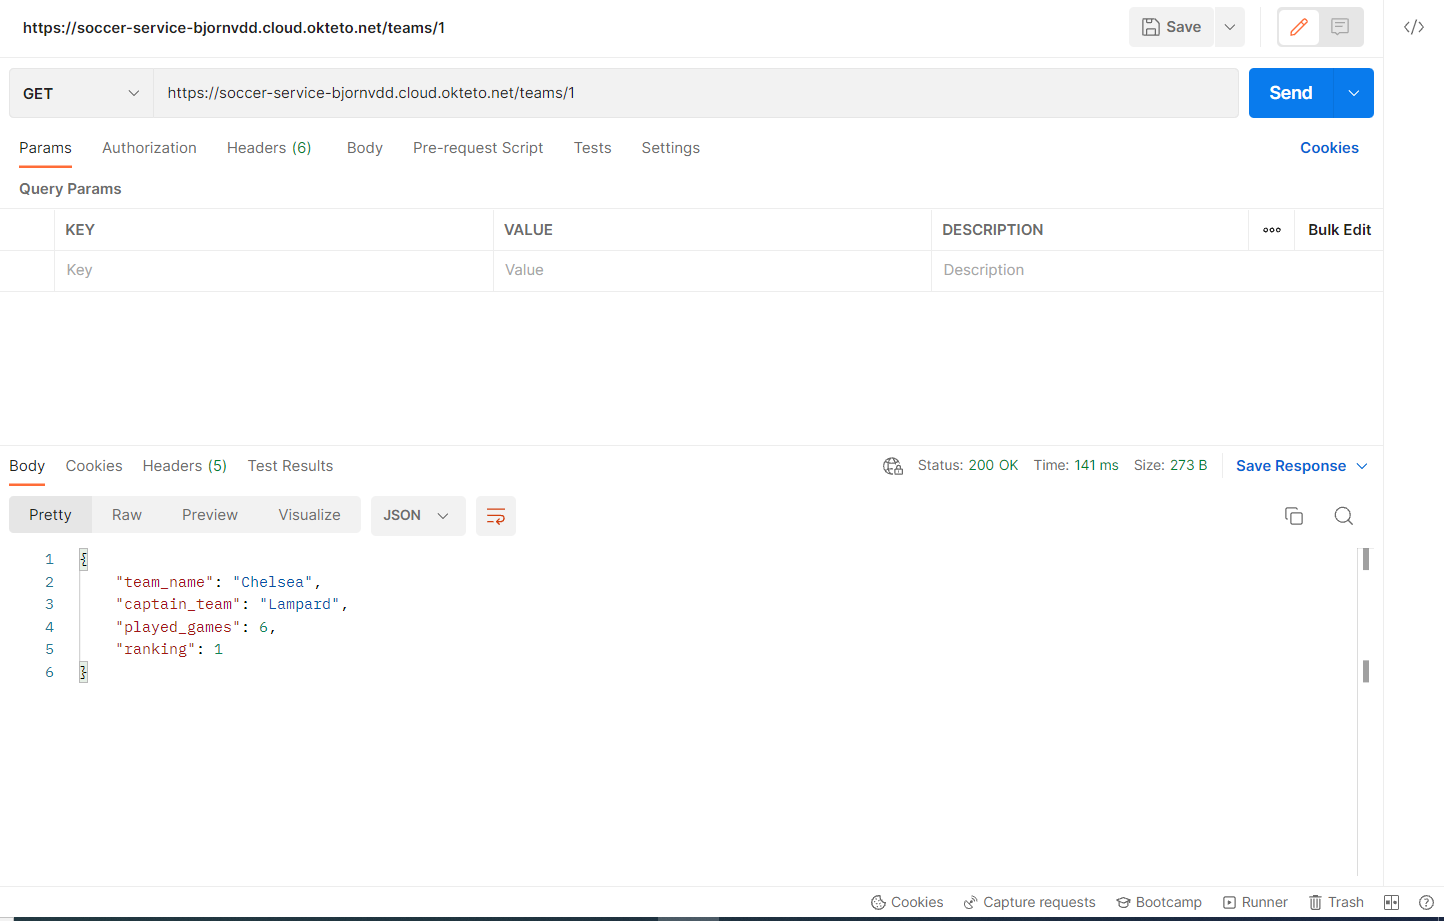 https://soccer-service-bjornvdd.cloud.okteto.net/teams/1
Save
GET
https://soccer-service-bjornvdd.cloud.okteto.net/teams/1
Send
Params Authorization Headers (6) Body Pre-request Script Tests Settings Cookies
Query Params
KEY VALUE DESCRIPTION ooo Bulk Edit
Key Value Description
Body Cookies Headers (5) Test Results Status: 200 OK Time: 141 ms Size: 273 B Save Response
Pretty Raw Preview Visualize JSON
1 {
2 "team_name": "Chelsea",
3 "captain_team": "Lampard",
4 "played_games": 6,
5 "ranking": 1
6 }
Cookies Capture requests Bootcamp Runner Trash